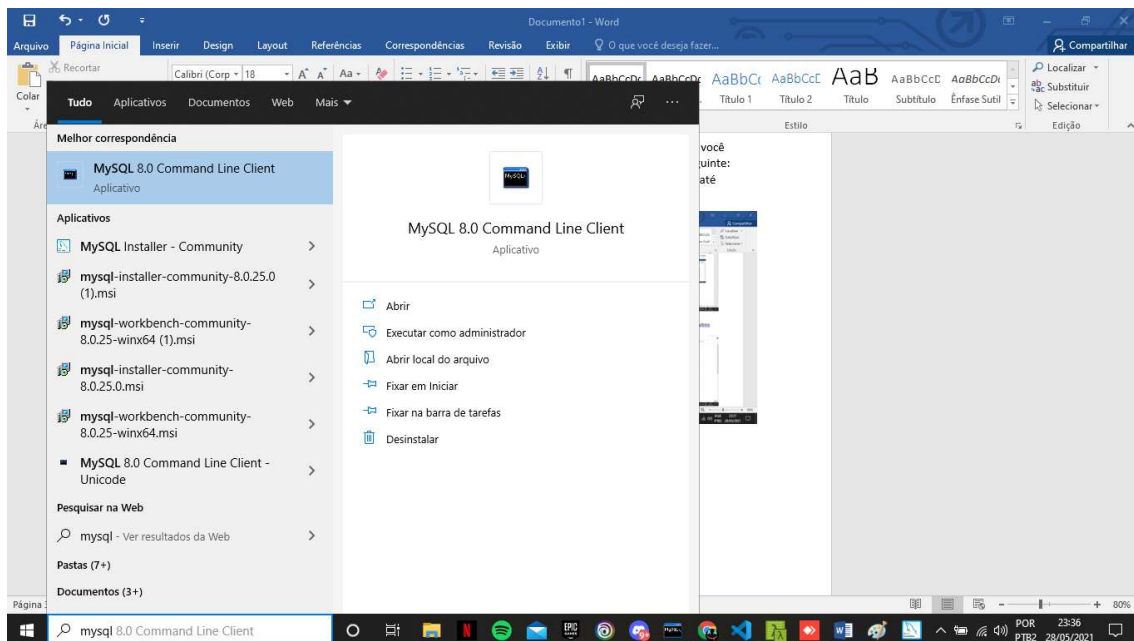 Documento1 - Word
Arquivo Página Inicial Inserir Design Layout Referências Correspondências Revisão Exibir O que você deseja fazer... Compartilhar
Recortar
Colar
Calibri (Corp 18
Aa
AaBbCcDc AaBbCcDc AaBbCc AaBbCcC AaB AaBbCcD AaBbCcDt
Título 1 Título 2 Título Subtítulo Ênfase Sutil
Localizar
Substituir
Selecionar
Estilo
Edição
Tudo Aplicativos Documentos Web Mais
Melhor correspondência
MySQL 8.0 Command Line Client
Aplicativo
Aplicativos
MySQL Installer - Community
mysql-installer-community-8.0.25.0
(1).msi
mysql-workbench-community-
8.0.25-winx64 (1).msi
mysql-installer-community-
8.0.25.0.msi
mysql-workbench-community-
8.0.25-winx64.msi
MySQL 8.0 Command Line Client -
Unicode
Pesquisar na Web
mysql - Ver resultados da Web
Pastas (7+)
Documentos (3+)
MySQL 8.0 Command Line Client
Aplicativo
Abrir
Executar como administrador
Abrir local do arquivo
Fixar em Iniciar
Fixar na barra de tarefas
Desinstalar
você
uinte:
até
Página
80%
mysql 8.0 Command Line Client
EPIC
POR
PTB2
23:36
28/05/2021